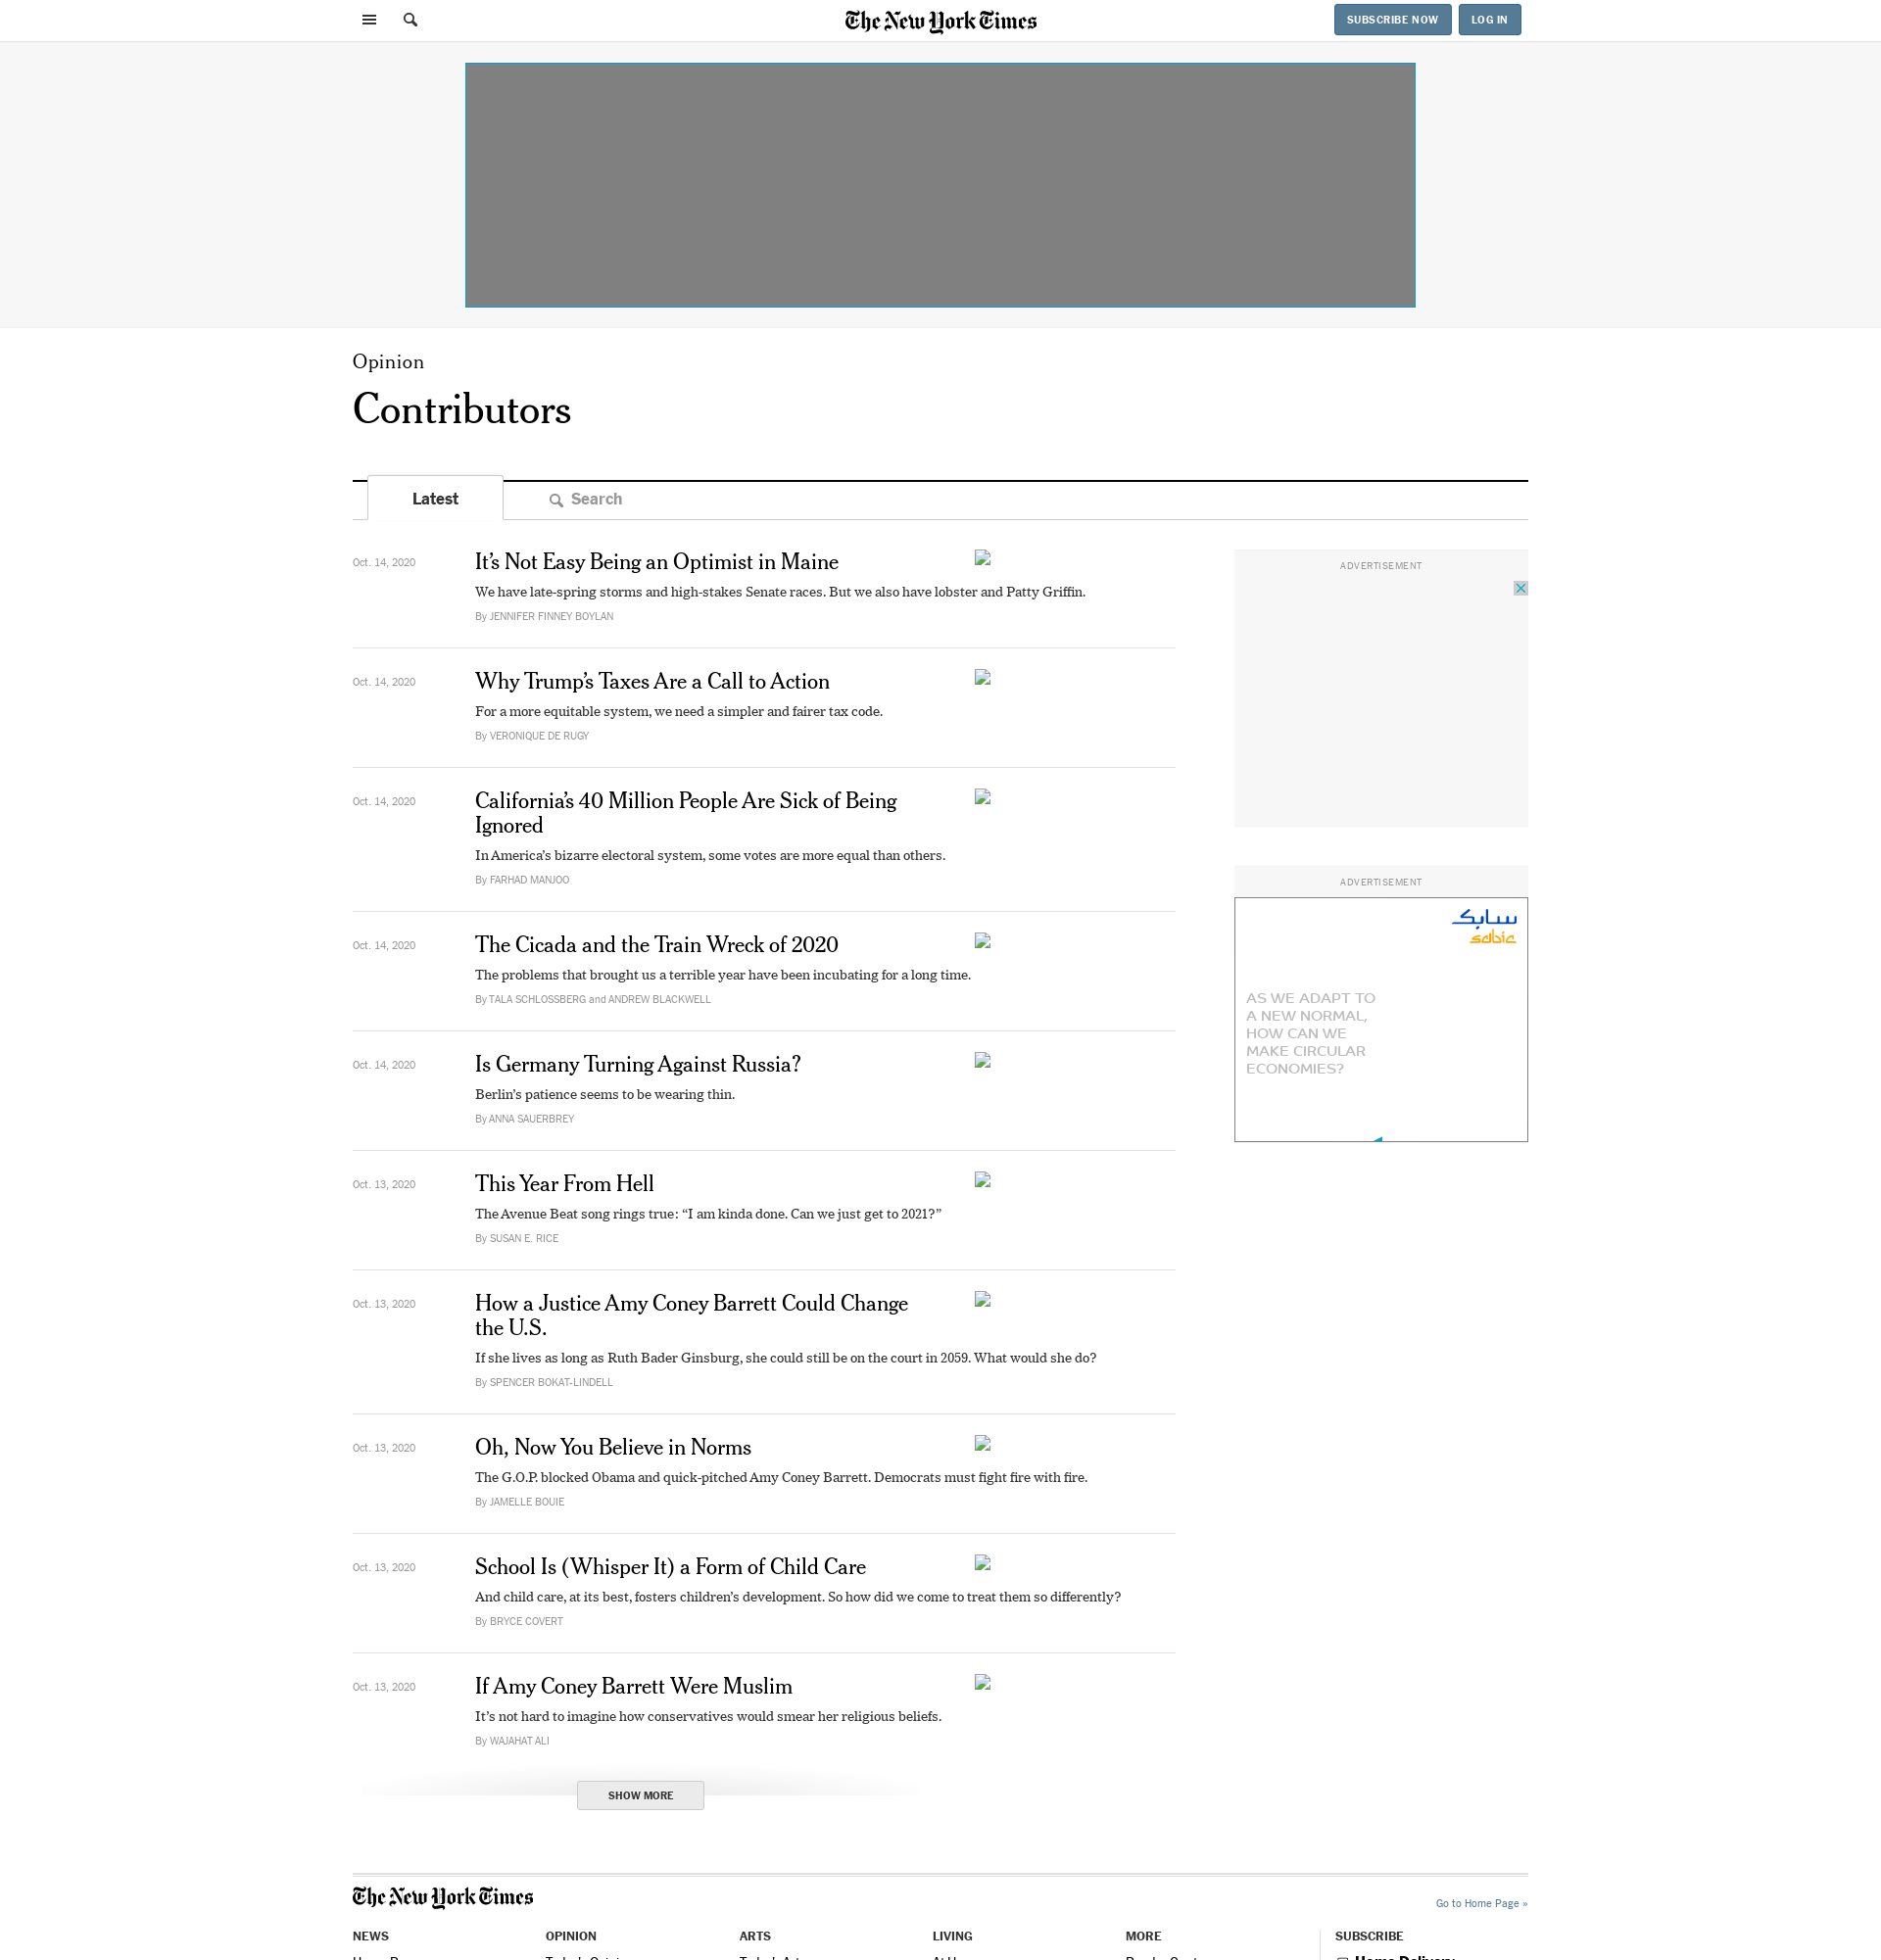 The New York Times
SUBSCRIBE NOW
LOG IN
Opinion
Contributors
Latest
Search
Oct. 14, 2020
It’s Not Easy Being an Optimist in Maine
We have late-spring storms and high-stakes Senate races. But we also have lobster and Patty Griffin.
By JENNIFER FINNEY BOYLAN
Oct. 14, 2020
Why Trump’s Taxes Are a Call to Action
For a more equitable system, we need a simpler and fairer tax code.
By VERONIQUE DE RUGY
Oct. 14, 2020
California’s 40 Million People Are Sick of Being
Ignored
In America’s bizarre electoral system, some votes are more equal than others.
By FARHAD MANJOO
Oct. 14, 2020
The Cicada and the Train Wreck of 2020
The problems that brought us a terrible year have been incubating for a long time.
By TALA SCHLOSSBERG and ANDREW BLACKWELL
Oct. 14, 2020
Is Germany Turning Against Russia?
Berlin’s patience seems to be wearing thin.
By ANNA SAUERBREY
Oct. 13, 2020
This Year From Hell
The Avenue Beat song rings true: “I am kinda done. Can we just get to 2021?”
By SUSAN E. RICE
Oct. 13, 2020
How a Justice Amy Coney Barrett Could Change
the U.S.
If she lives as long as Ruth Bader Ginsburg, she could still be on the court in 2059. What would she do?
By SPENCER BOKAT-LINDELL
Oct. 13, 2020
Oh, Now You Believe in Norms
The G.O.P. blocked Obama and quick-pitched Amy Coney Barrett. Democrats must fight fire with fire.
By JAMELLE BOUIE
Oct. 13, 2020
School Is (Whisper It) a Form of Child Care
And child care, at its best, fosters children’s development. So how did we come to treat them so differently?
By BRYCE COVERT
Oct. 13, 2020
If Amy Coney Barrett Were Muslim
It’s not hard to imagine how conservatives would smear her religious beliefs.
By WAJAHAT ALI
SHOW MORE
ADVERTISEMENT
ADVERTISEMENT
سابك
sabic
AS WE ADAPT TO
A NEW NORMAL,
HOW CAN WE
MAKE CIRCULAR
ECONOMIES?
The New York Times
Go to Home Page »
NEWS
OPINION
ARTS
LIVING
MORE
SUBSCRIBE
Home Delivery